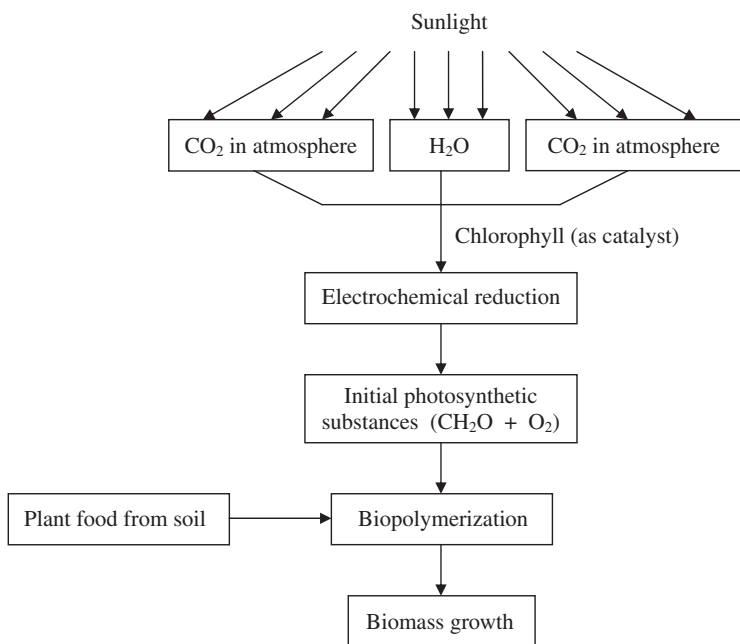 Sunlight
CO₂ in atmosphere
H₂O
CO₂ in atmosphere
Chlorophyll (as catalyst)
Electrochemical reduction
Initial photosynthetic
substances (CH₂O + O₂)
Plant food from soil
Biopolymerization
Biomass growth